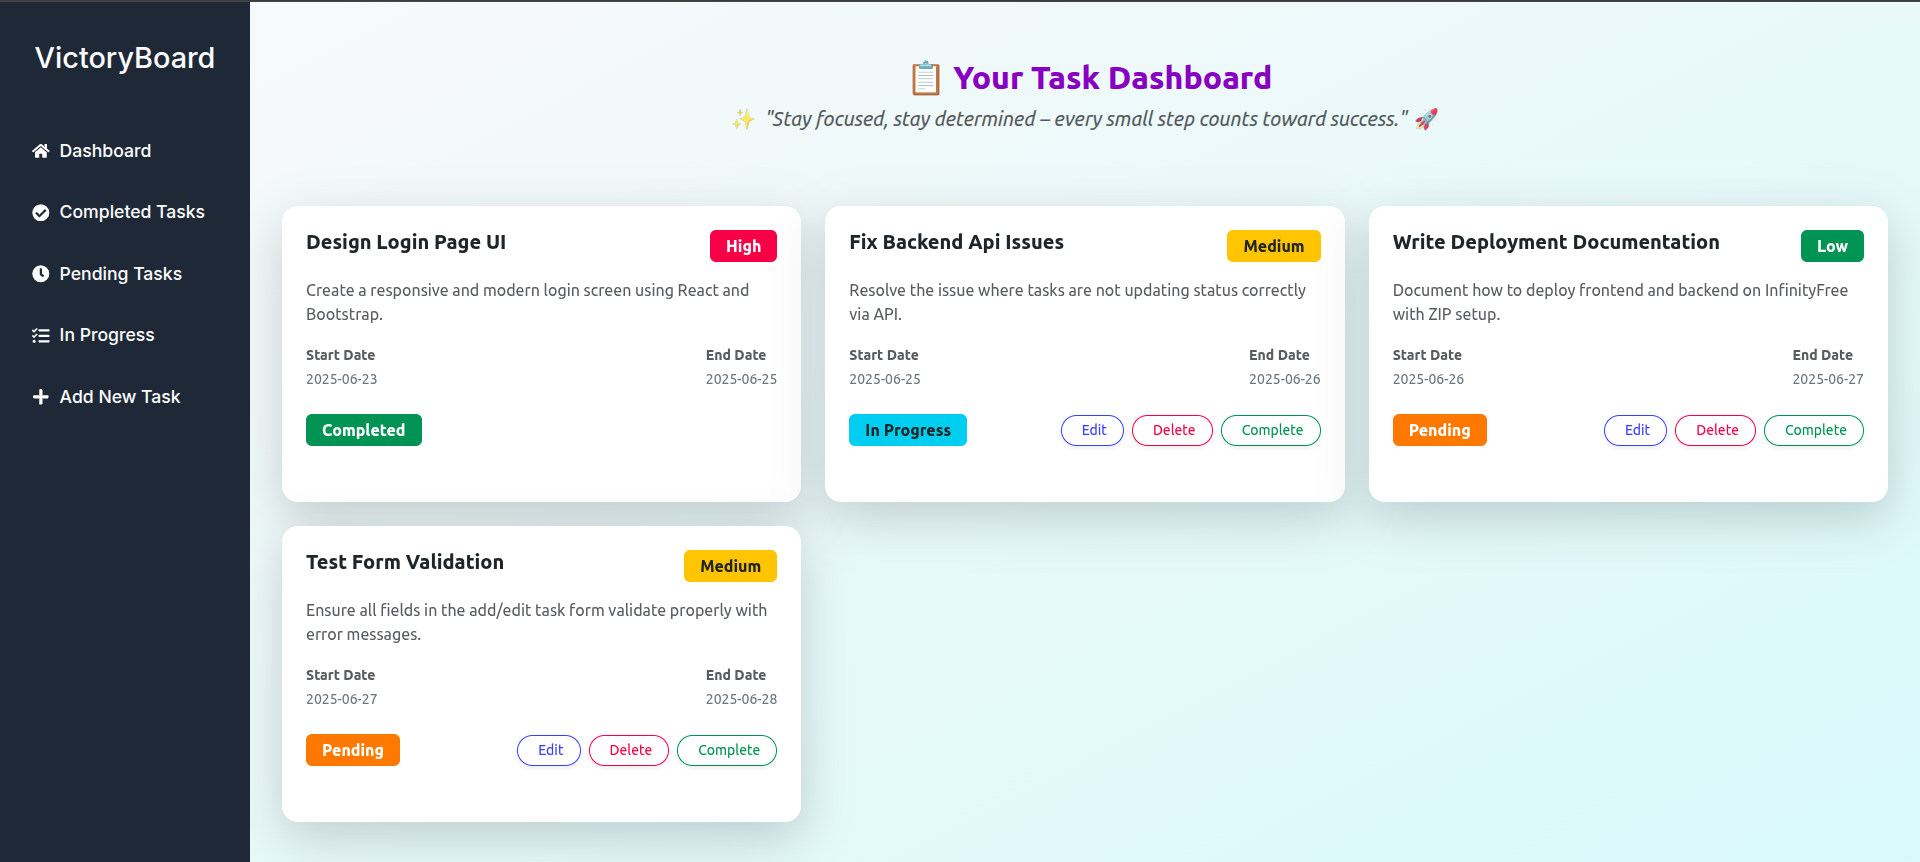 VictoryBoard
Dashboard
Completed Tasks
Pending Tasks
In Progress
Add New Task
📋 Your Task Dashboard
✨ "Stay focused, stay determined – every small step counts toward success." 🚀
Design Login Page UI
High
Create a responsive and modern login screen using React and
Bootstrap.
Start Date
End Date
2025-06-23
2025-06-25
Completed
Fix Backend Api Issues
Medium
Resolve the issue where tasks are not updating status correctly
via API.
Start Date
End Date
2025-06-25
2025-06-26
In Progress
Edit
Delete
Complete
Write Deployment Documentation
Low
Document how to deploy frontend and backend on InfinityFree
with ZIP setup.
Start Date
End Date
2025-06-26
2025-06-27
Pending
Edit
Delete
Complete
Test Form Validation
Medium
Ensure all fields in the add/edit task form validate properly with
error messages.
Start Date
End Date
2025-06-27
2025-06-28
Pending
Edit
Delete
Complete